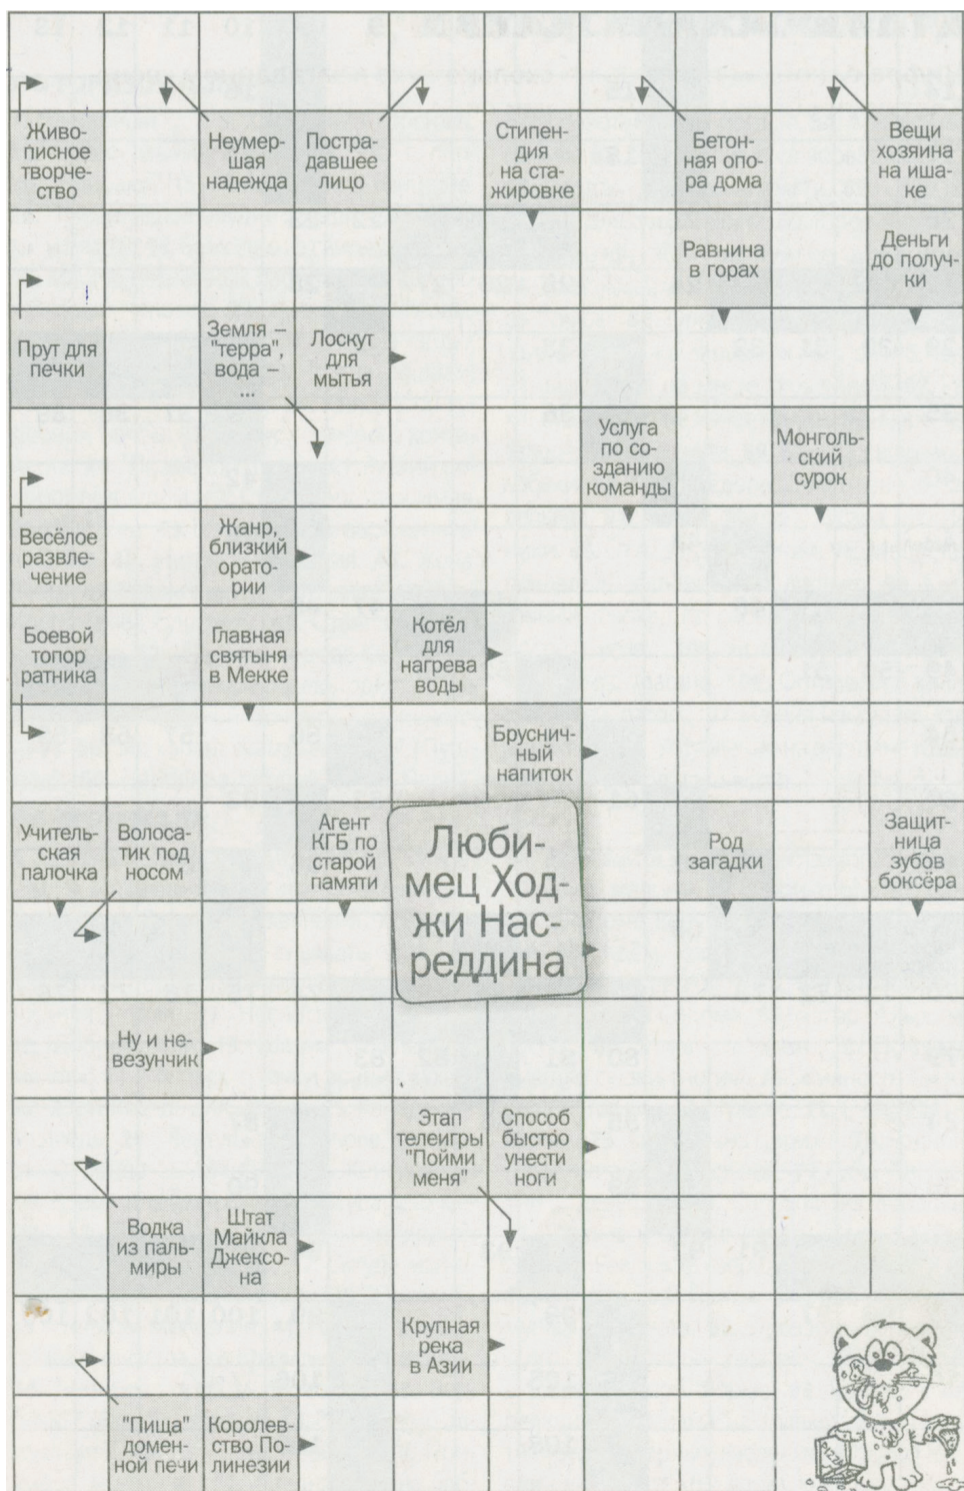 Живо-
писное
творче-
ство
Неумер-
шая
надежда
Постра-
давшее
лицо
Стипен-
дия
на ста-
жировке
Бетон-
ная опо-
ра дома
Вещи
хозяина
на иша-
ке
Равнина
в горах
Деньги
до получ-
ки
Прут для
печки
Земля –
"терра",
вода –
...
Лоскут
для
мытья
Услуга
по со-
зданию
команды
Монголь-
ский
сурок
Весёлое
развле-
чение
Жанр,
близкий
орато-
рии
Боевой
топор
ратника
Главная
святыня
в Мекке
Котёл
для
нагрева
воды
Бруснич-
ный
напиток
Учитель-
ская
палочка
Волоса-
тик под
носом
Агент
КГБ по
старой
памяти
Люби-
мец Ход-
жи Нас-
реддина
Род
загадки
Защит-
ница
зубов
боксёра
Ну и не-
везунчик
Этап
телеигры
"Пойми
меня"
Способ
быстро
унести
ноги
Водка
из паль-
миры
Штат
Майкла
Джексо-
на
Крупная
река
в Азии
"Пища"
домен-
ной печи
Королев-
ство По-
линезии